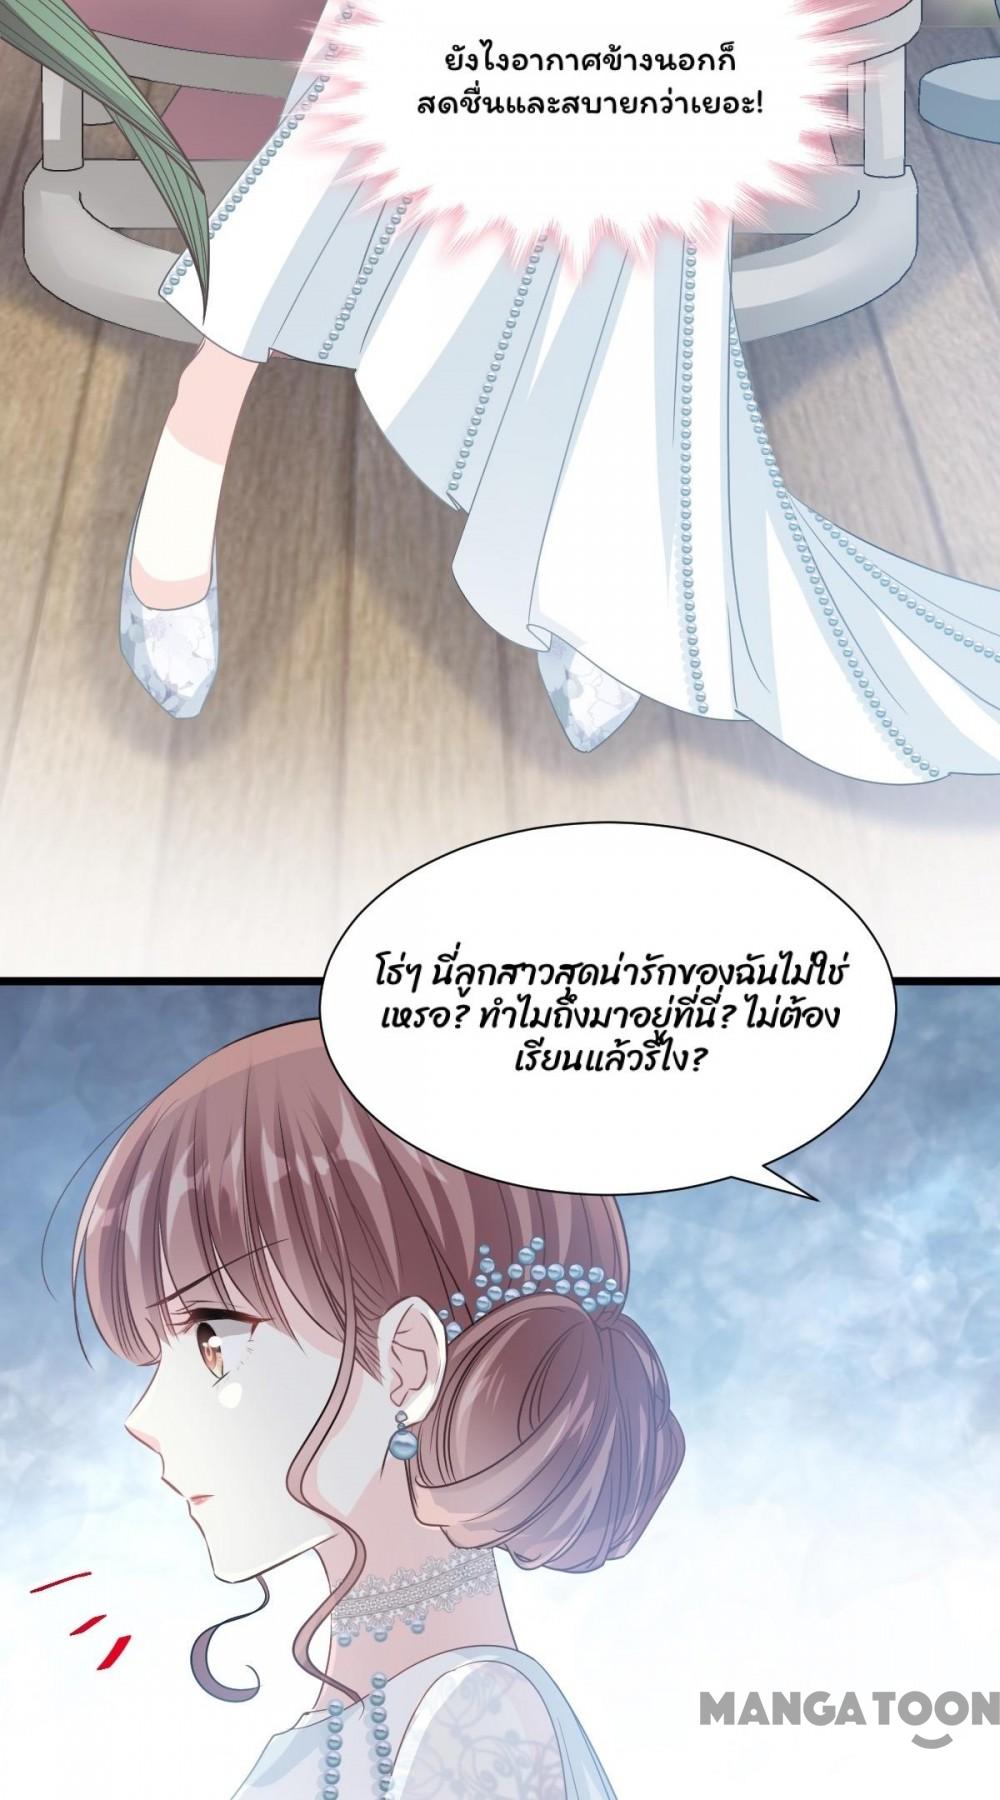 ยังไงอากาศข้างนอกก็
สดชื่นและสบายกว่าเยอะ!
โธ่ๆ นี่ลูกสาวสุดน่ารักของฉันไม่ใช่
เหรอ? ทำไมถึงมาอยู่ที่นี่? ไม่ต้อง
เรียนแล้วรึไง?
MANGATOON